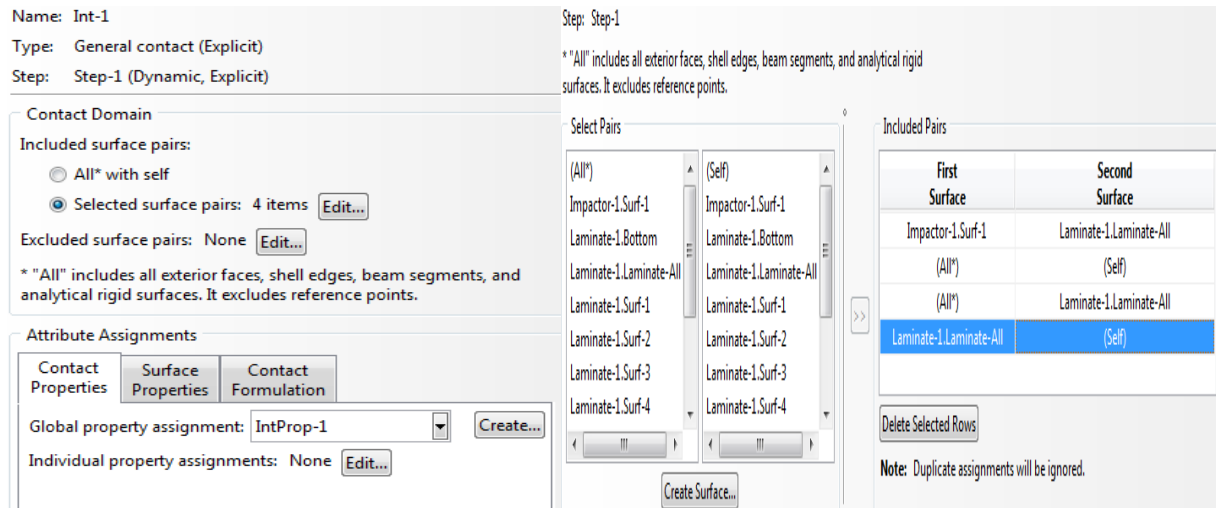 Name: Int-1
Type: General contact (Explicit)
Step: Step-1 (Dynamic, Explicit)
Contact Domain
Included surface pairs:
All* with self
Selected surface pairs: 4 items Edit...
Excluded surface pairs: None Edit...
* "All" includes all exterior faces, shell edges, beam segments, and
analytical rigid surfaces. It excludes reference points.
Attribute Assignments
Contact Properties
Surface Properties
Contact Formulation
Global property assignment: IntProp-1 Create...
Individual property assignments: None Edit...
Step: Step-1
* "All" includes all exterior faces, shell edges, beam segments, and analytical rigid
surfaces. It excludes reference points.
Select Pairs
(All*) (Self)
Impactor-1.Surf-1 Impactor-1.Surf-1
Laminate-1.Bottom Laminate-1.Bottom
Laminate-1.Laminate-All Laminate-1.Laminate-All
Laminate-1.Surf-1 Laminate-1.Surf-1
Laminate-1.Surf-2 Laminate-1.Surf-2
Laminate-1.Surf-3 Laminate-1.Surf-3
Laminate-1.Surf-4 Laminate-1.Surf-4
Create Surface...
>>
Included Pairs
First Second
Surface Surface
Impactor-1.Surf-1 Laminate-1.Laminate-All
(All*) (Self)
(All*) Laminate-1.Laminate-All
Laminate-1.Laminate-All (Self)
Delete Selected Rows
Note: Duplicate assignments will be ignored.